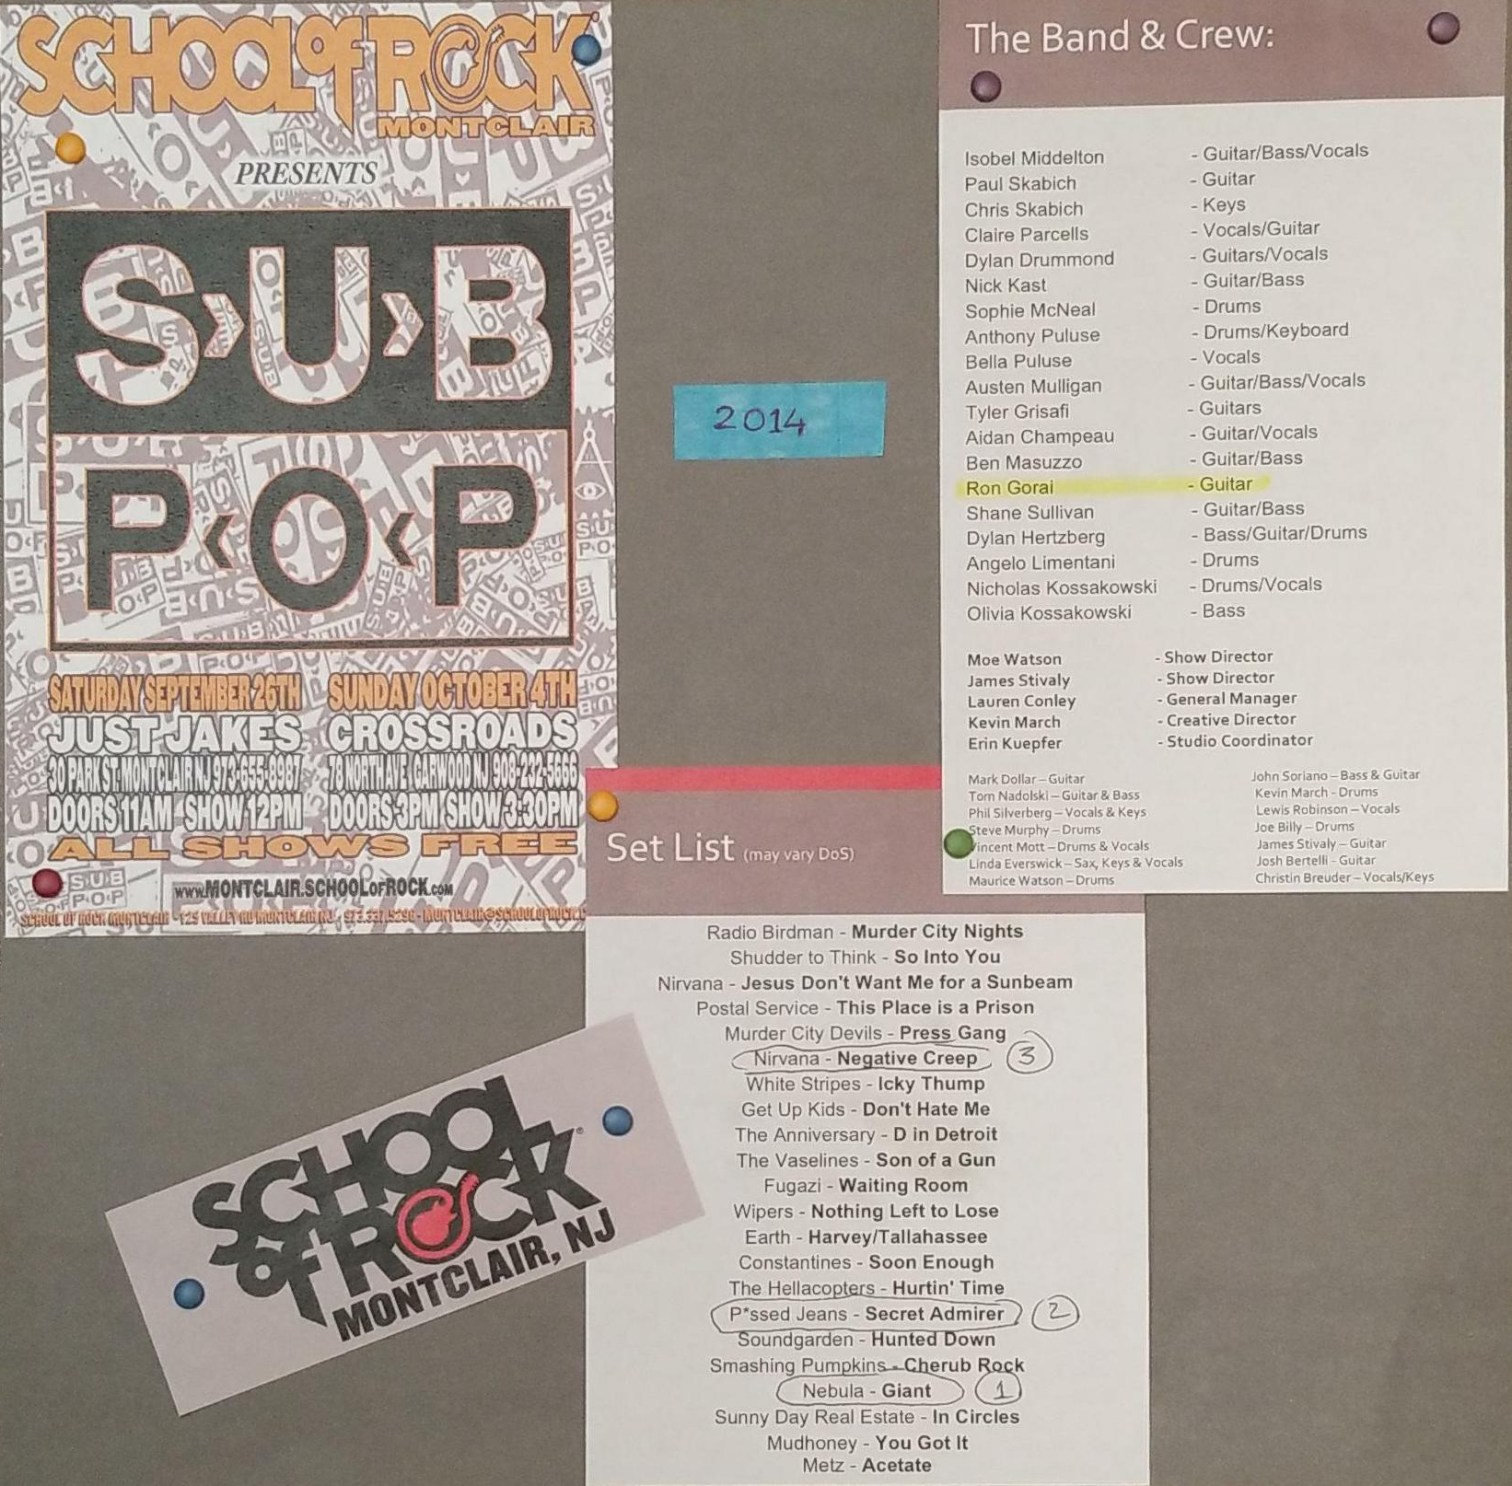 SCHOOL of ROCK
MONTCLAIR
PRESENTS
S›U›B
P‹O‹P
SATURDAY SEPTEMBER 26TH
JUST JAKES
30 PARK ST. MONTCLAIR NJ 973-655-8987
DOORS 11AM SHOW 12PM
SUNDAY OCTOBER 4TH
CROSSROADS
78 NORTH AVE GARWOOD NJ 908-232-5666
DOORS 3PM SHOW 3:30PM
ALL SHOWS FREE
www.MONTCLAIR.SCHOOLOFROCK.com
SCHOOL OF ROCK MONTCLAIR - 125 VALLEY RD MONTCLAIR NJ
2014
The Band & Crew:
Isobel Middelton - Guitar/Bass/Vocals
Paul Skabich - Guitar
Chris Skabich - Keys
Claire Parcells - Vocals/Guitar
Dylan Drummond - Guitars/Vocals
Nick Kast - Guitar/Bass
Sophie McNeal - Drums
Anthony Puluse - Drums/Keyboard
Bella Puluse - Vocals
Austen Mulligan - Guitar/Bass/Vocals
Tyler Grisafi - Guitars
Aidan Champeau - Guitar/Vocals
Ben Masuzzo - Guitar/Bass
Ron Gorai - Guitar
Shane Sullivan - Guitar/Bass
Dylan Hertzberg - Bass/Guitar/Drums
Angelo Limentani - Drums
Nicholas Kossakowski - Drums/Vocals
Olivia Kossakowski - Bass
Moe Watson - Show Director
James Stivaly - Show Director
Lauren Conley - General Manager
Kevin March - Creative Director
Erin Kuepfer - Studio Coordinator
Mark Dollar – Guitar
Tom Nadolski – Guitar & Bass
Phil Silverberg – Vocals & Keys
Steve Murphy – Drums
Vincent Mott – Drums & Vocals
Linda Everswick – Sax, Keys & Vocals
Maurice Watson – Drums
John Soriano – Bass & Guitar
Kevin March - Drums
Lewis Robinson – Vocals
Joe Billy – Drums
James Stivaly – Guitar
Josh Bertelli - Guitar
Christin Breuder – Vocals/Keys
Set List (may vary DoS)
Radio Birdman - Murder City Nights
Shudder to Think - So Into You
Nirvana - Jesus Don't Want Me for a Sunbeam
Postal Service - This Place is a Prison
Murder City Devils - Press Gang
Nirvana - Negative Creep 3
White Stripes - Icky Thump
Get Up Kids - Don't Hate Me
The Anniversary - D in Detroit
The Vaselines - Son of a Gun
Fugazi - Waiting Room
Wipers - Nothing Left to Lose
Earth - Harvey/Tallahassee
Constantines - Soon Enough
The Hellacopters - Hurtin' Time
P*ssed Jeans - Secret Admirer 2
Soundgarden - Hunted Down
Smashing Pumpkins - Cherub Rock
Nebula - Giant 1
Sunny Day Real Estate - In Circles
Mudhoney - You Got It
Metz - Acetate
SCHOOL
of ROCK
MONTCLAIR, NJ